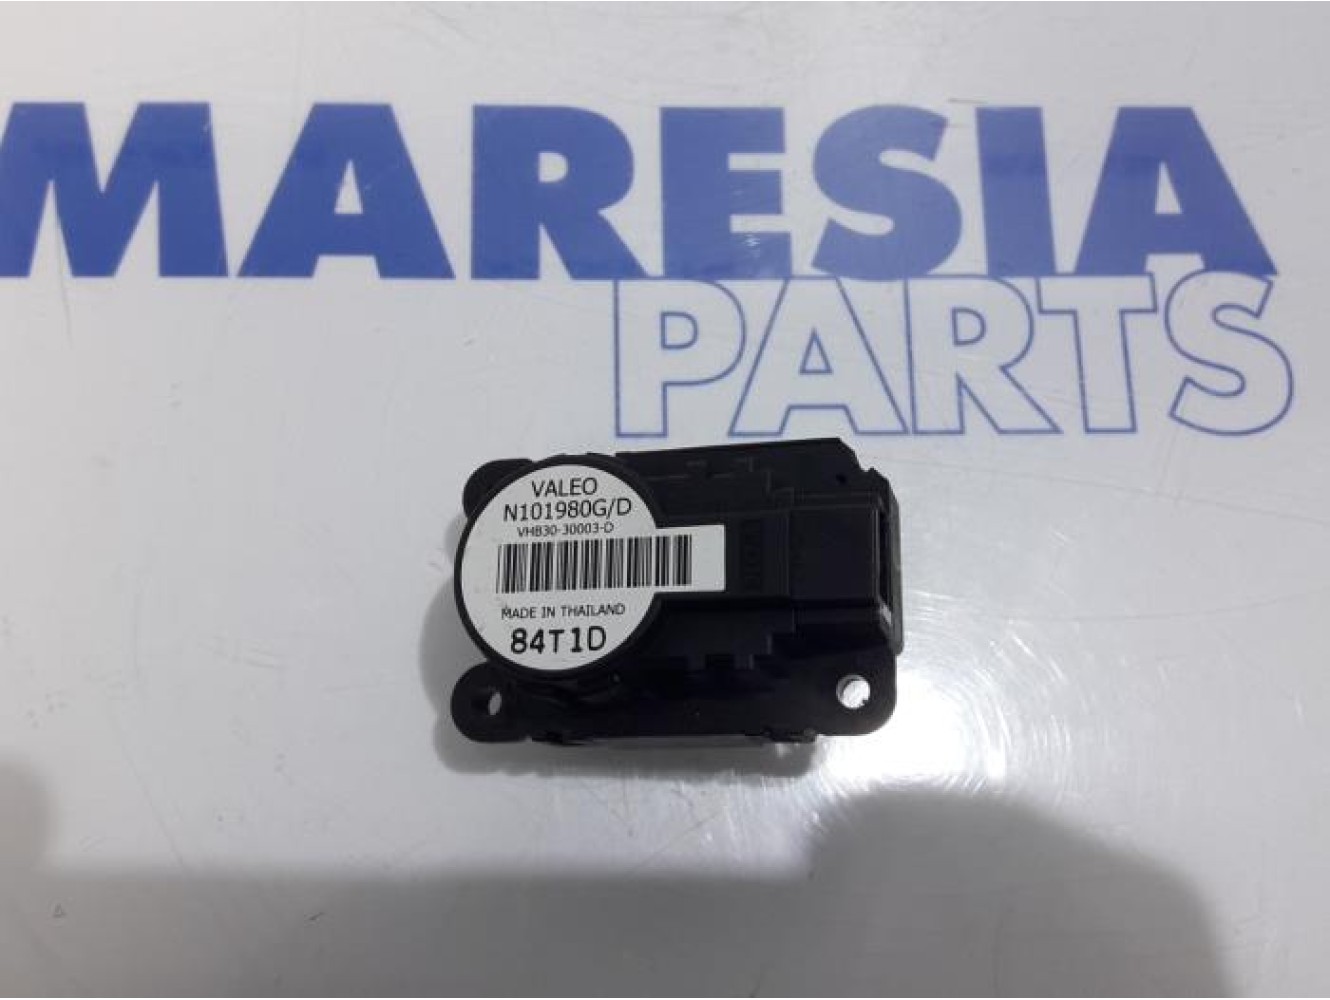 MARESIA
PARTS
VALEO
N101980G/D
VHB30-30003-D
MADE IN THAILAND
84T1D